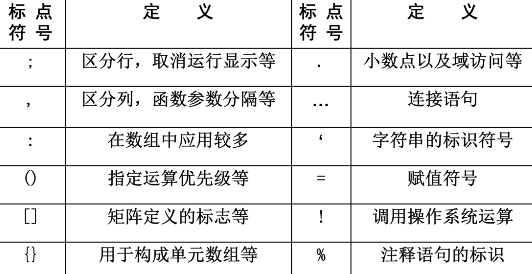 标 点 符 号 定 义 标 点 符 号 定 义
; 区分行，取消运行显示等 . 小数点以及域访问等
, 区分列，函数参数分隔等 ... 连接语句
: 在数组中应用较多 ‘ 字符串的标识符号
() 指定运算优先级等 = 赋值符号
[] 矩阵定义的标志等 ! 调用操作系统运算
{} 用于构成单元数组等 % 注释语句的标识